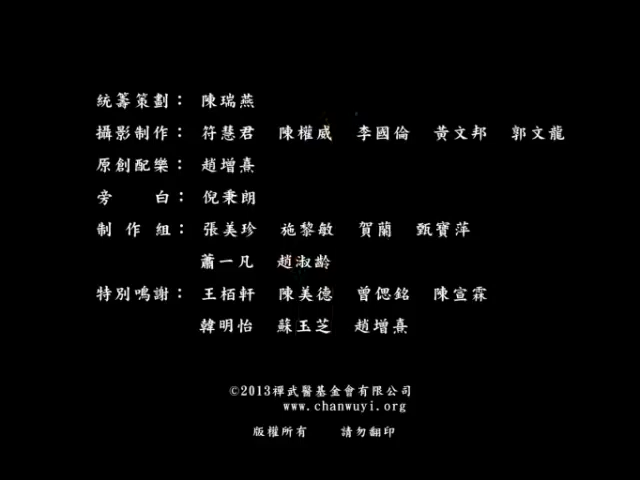 統籌策劃： 陳瑞燕
攝影制作： 符慧君 陳權威 李國倫 黃文邦 郭文龍
原創配樂： 趙增熹
旁 白： 倪秉朗
制 作 組： 張美珍 施黎敏 賀蘭 甄寶萍
蕭一凡 趙淑齡
特別鳴謝： 王栢軒 陳美德 曾偲銘 陳宣霖
韓明怡 蘇玉芝 趙增熹
©2013禪武醫基金會有限公司
www.chanwuyi.org
版權所有 請勿翻印